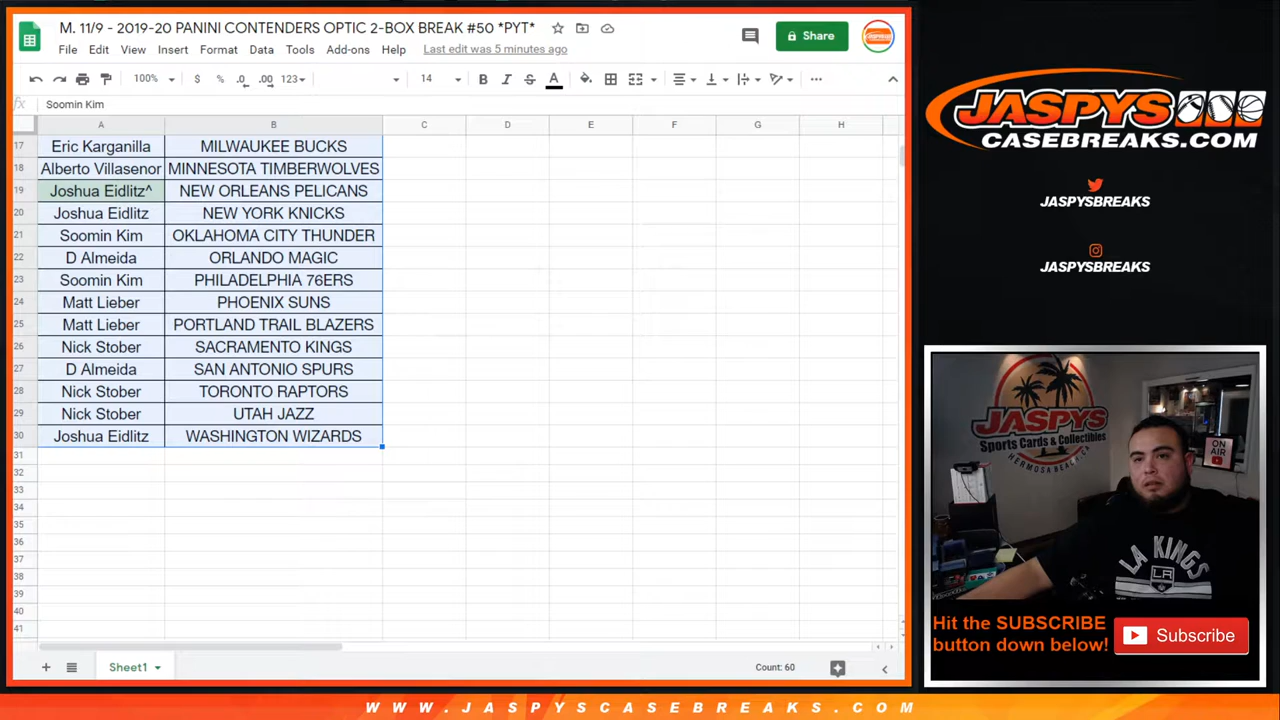 M. 11/9 - 2019-20 PANINI CONTENDERS OPTIC 2-BOX BREAK #50 *PYT*
File Edit View Insert Format Data Tools Add-ons Help Last edit was 5 minutes ago
Share
100% $ % .0 .00 123 14 B I S A
fx Soomin Kim
A B C D E F G H
17 Eric Karganilla MILWAUKEE BUCKS
18 Alberto Villasenor MINNESOTA TIMBERWOLVES
19 Joshua Eidlitz^ NEW ORLEANS PELICANS
20 Joshua Eidlitz NEW YORK KNICKS
21 Soomin Kim OKLAHOMA CITY THUNDER
22 D Almeida ORLANDO MAGIC
23 Soomin Kim PHILADELPHIA 76ERS
24 Matt Lieber PHOENIX SUNS
25 Matt Lieber PORTLAND TRAIL BLAZERS
26 Nick Stober SACRAMENTO KINGS
27 D Almeida SAN ANTONIO SPURS
28 Nick Stober TORONTO RAPTORS
29 Nick Stober UTAH JAZZ
30 Joshua Eidlitz WASHINGTON WIZARDS
31
32
33
34
35
36
37
38
39
40
41
Sheet1
Count: 60
JASPYS
CASEBREAKS.COM
JASPYSBREAKS
JASPYSBREAKS
JASPYS
Sports Cards & Collectibles
HERMOSA BEACH, CA
ON AIR
LA KINGS
LA
Hit the SUBSCRIBE
button down below!
Subscribe
WWW.JASPYSCASEBREAKS.COM